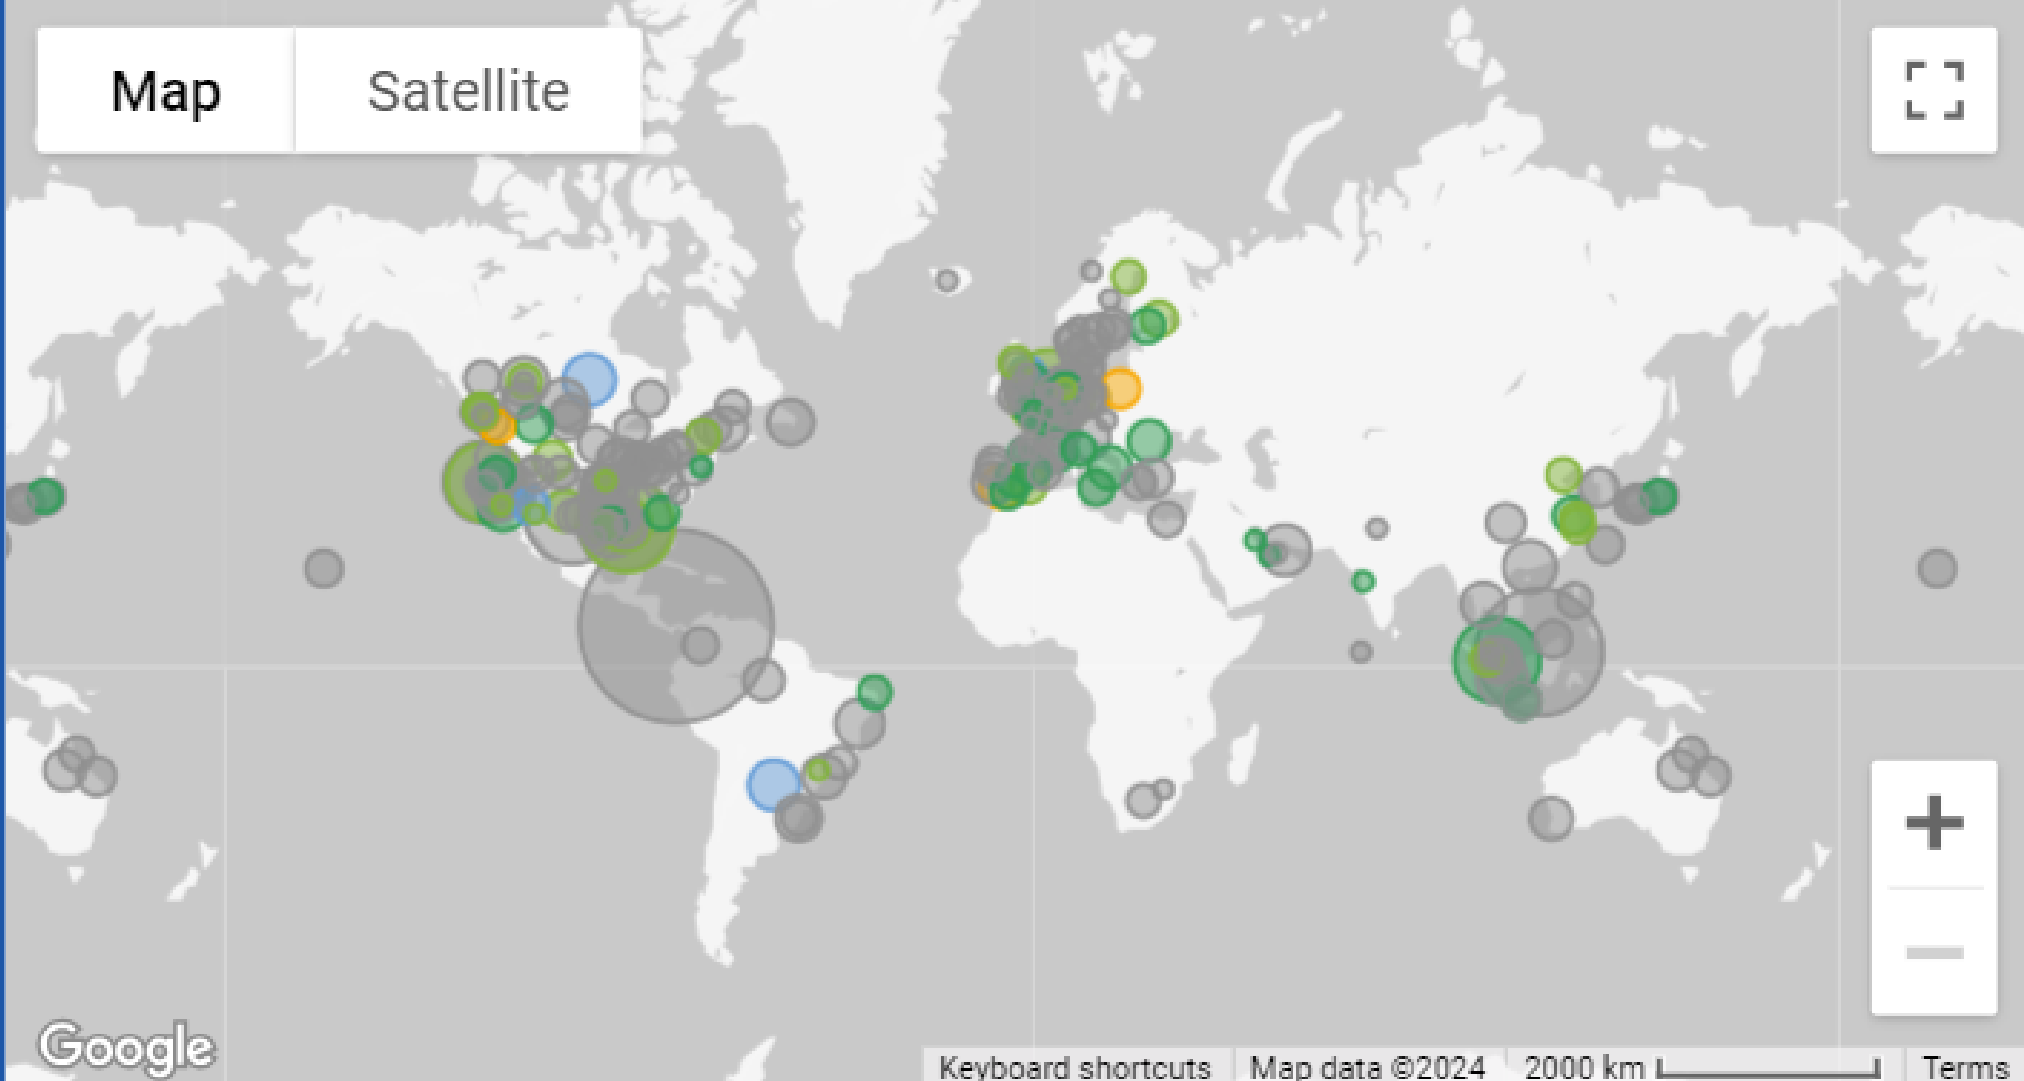 Map
Satellite
Google
Keyboard shortcuts
Map data ©2024
2000 km
Terms